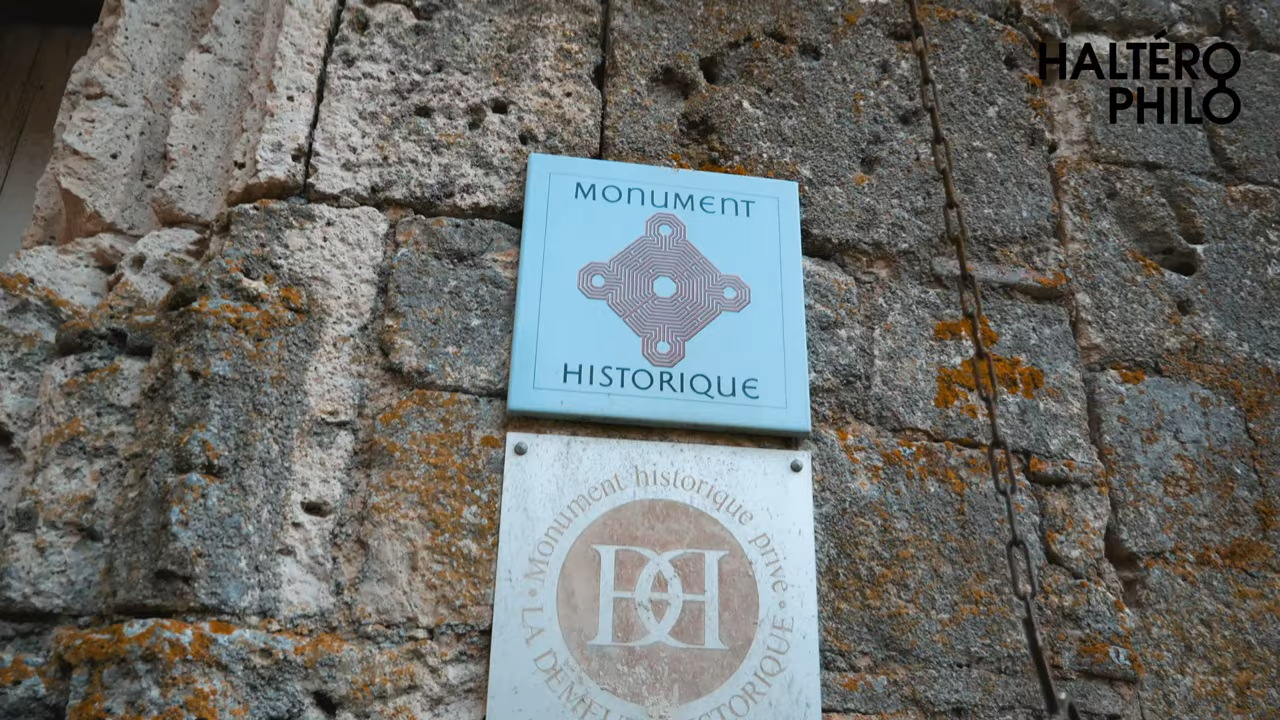 HALTÉRO
PHILO
MONUMENT
HISTORIQUE
Monument historique privé
DH
LA DEMEURE HISTORIQUE